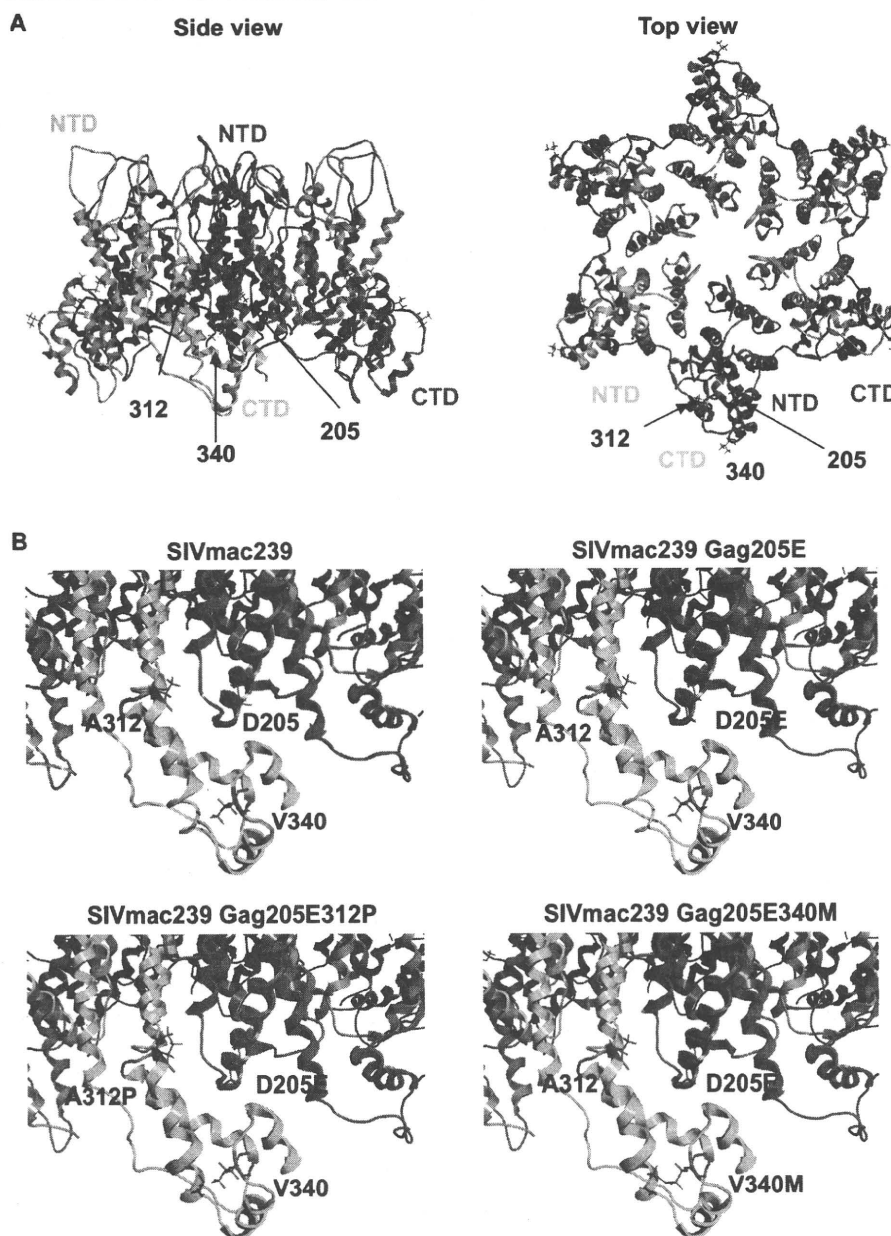 A
Side view
Top view
NTD
NTD
312
340
CTD
205
CTD
NTD
NTD
CTD
312
CTD
340
205
B
SIVmac239
SIVmac239 Gag205E
A312
D205
V340
A312
D205E
V340
SIVmac239 Gag205E312P
SIVmac239 Gag205E340M
A312P
D205E
V340
A312
D205E
V340M